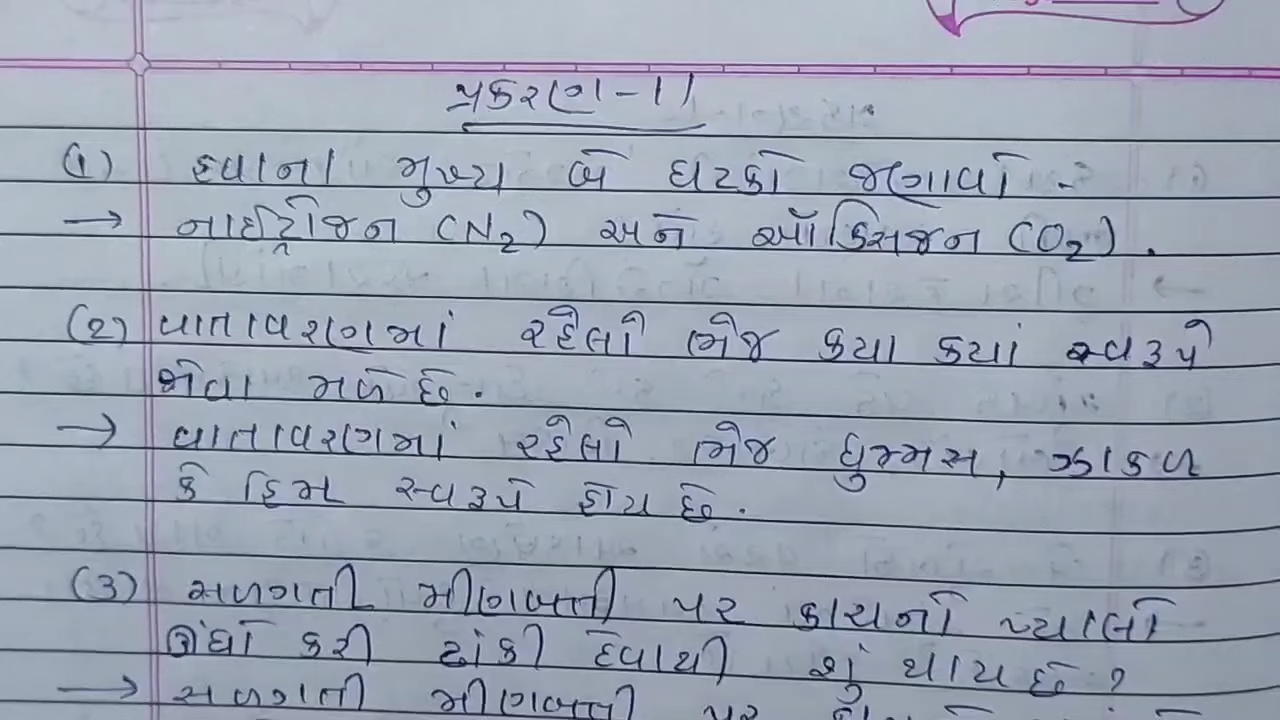 પ્રકરણ - 1
(1) હવાના મુખ્ય બે ઘટકો જણાવો.
→ નાઈટ્રોજન (N₂) અને ઑક્સિજન (O₂).
(2) વાતાવરણમાં રહેલો ભેજ કયા કયાં સ્વરૂપે
જોવા મળે છે.
→ વાતાવરણમાં રહેલો ભેજ ધુમ્મસ, ઝાકળ
કે હિમ સ્વરૂપે હોય છે.
(3) સળગતી મીણબત્તી પર કાચનો પ્યાલો
ઊંધો કરી ઢાંકી દેવાથી શું થાય છે?
→ સળગતી મીણબત્તી પર